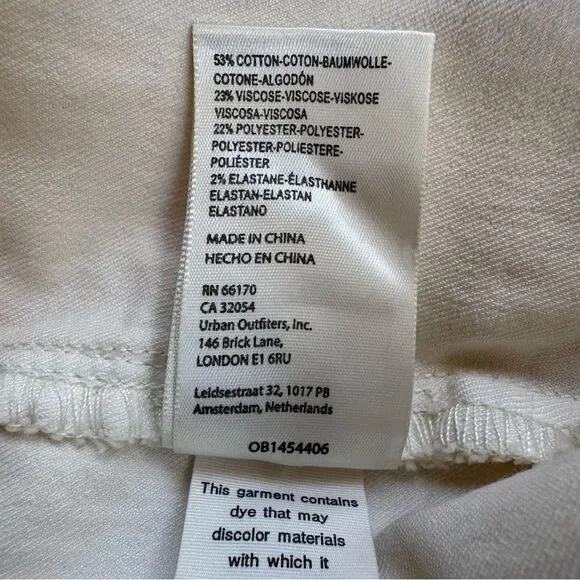 53% COTTON-COTON-BAUMWOLLE-
COTONE-ALGODÓN
23% VISCOSE-VISCOSE-VISKOSE
VISCOSA-VISCOSA
22% POLYESTER-POLYESTER-
POLYESTER-POLIESTERE-
POLIÉSTER
2% ELASTANE-ÉLASTHANNE
ELASTAN-ELASTAN
ELASTANO
MADE IN CHINA
HECHO EN CHINA
RN 66170
CA 32054
Urban Outfitters, Inc.
146 Brick Lane,
LONDON E1 6RU
Leidsestraat 32, 1017 PB
Amsterdam, Netherlands
OB1454406
This garment contains
dye that may
discolor materials
with which it